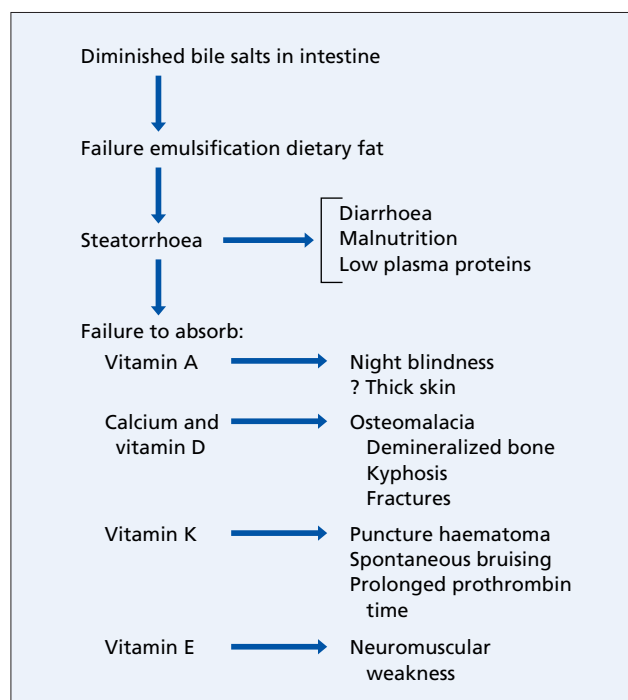 Diminished bile salts in intestine
Failure emulsification dietary fat
Steatorrhoea
Diarrhoea
Malnutrition
Low plasma proteins
Failure to absorb:
Vitamin A
Night blindness
? Thick skin
Calcium and
vitamin D
Osteomalacia
Demineralized bone
Kyphosis
Fractures
Vitamin K
Puncture haematoma
Spontaneous bruising
Prolonged prothrombin
time
Vitamin E
Neuromuscular
weakness